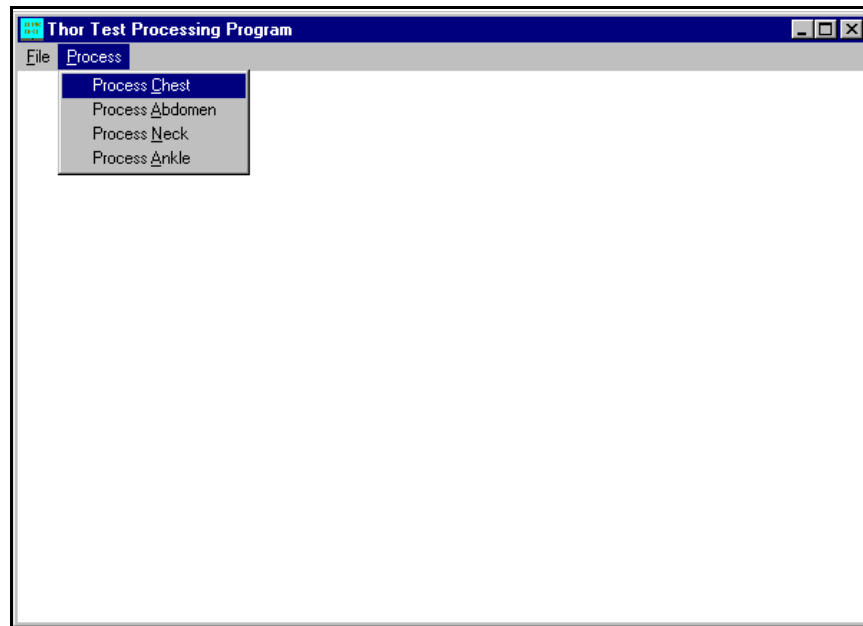 Thor Test Processing Program
File Process
Process Chest
Process Abdomen
Process Neck
Process Ankle